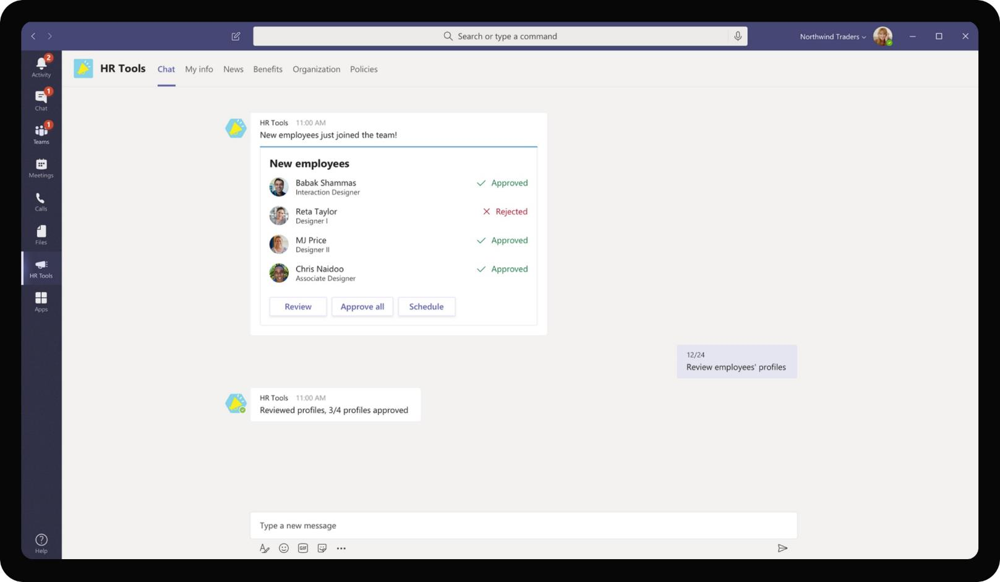 Search or type a command
Northwind Traders
2
Activity
1
Chat
1
Teams
Meetings
Calls
Files
HR Tools
Apps
Help
HR Tools Chat My info News Benefits Organization Policies
HR Tools 11:00 AM
New employees just joined the team!
New employees
Babak Shammas
Interaction Designer
Approved
Reta Taylor
Designer I
Rejected
MJ Price
Designer II
Approved
Chris Naidoo
Associate Designer
Approved
Review Approve all Schedule
12/24
Review employees' profiles
HR Tools 11:00 AM
Reviewed profiles, 3/4 profiles approved
Type a new message
GIF